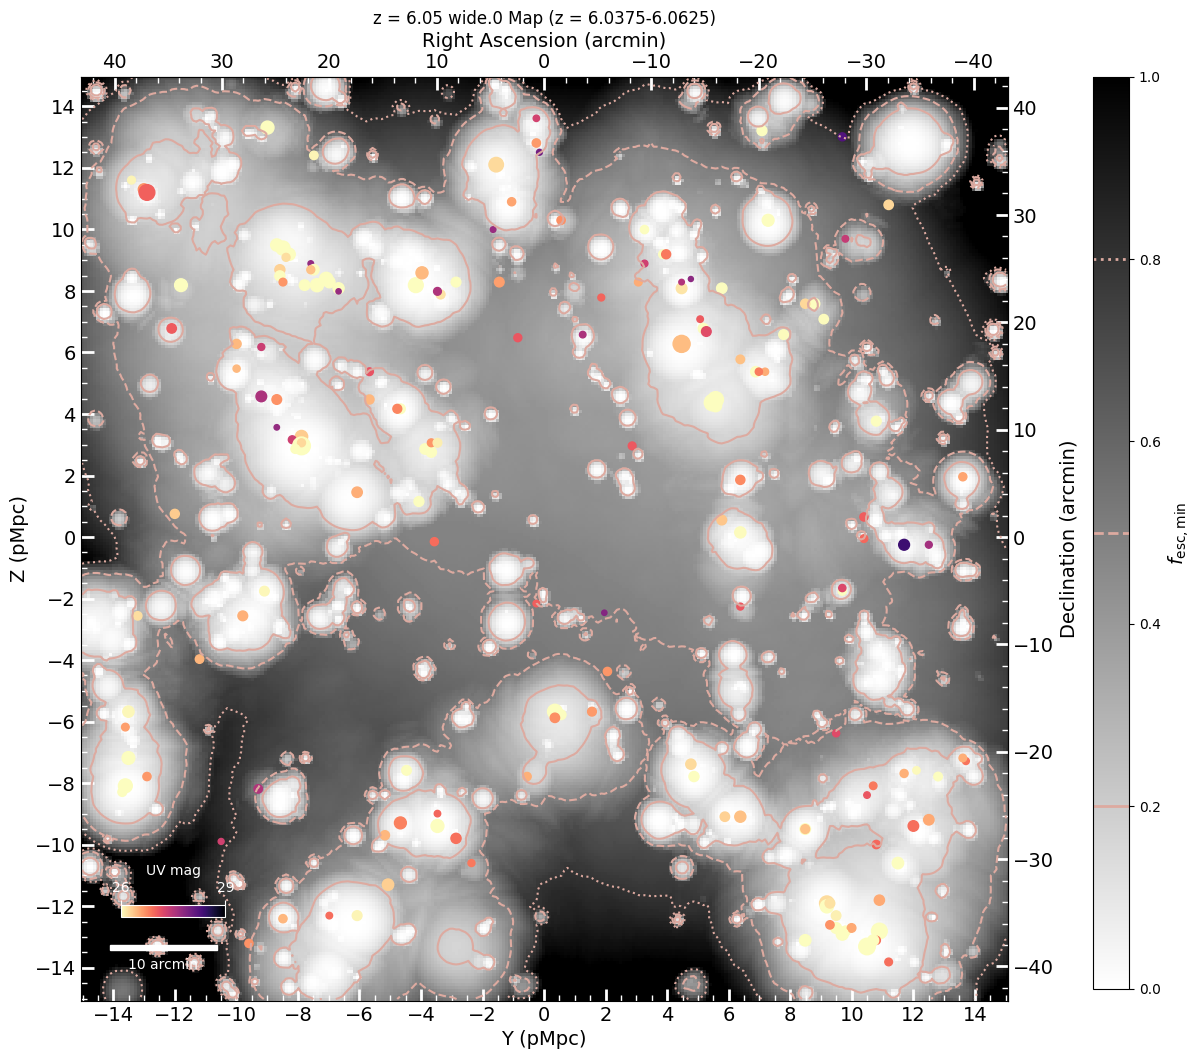 z = 6.05 wide.0 Map (z = 6.0375-6.0625)
Right Ascension (arcmin)
40 30 20 10 0 −10 −20 −30 −40
14 12 10 8 6 4 2 0 −2 −4 −6 −8 −10 −12 −14
Z (pMpc)
40 30 20 10 0 −10 −20 −30 −40
Declination (arcmin)
1.0 0.8 0.6 0.4 0.2 0.0
fesc,min
UV mag
26 29
10 arcmin
−14 −12 −10 −8 −6 −4 −2 0 2 4 6 8 10 12 14
Y (pMpc)